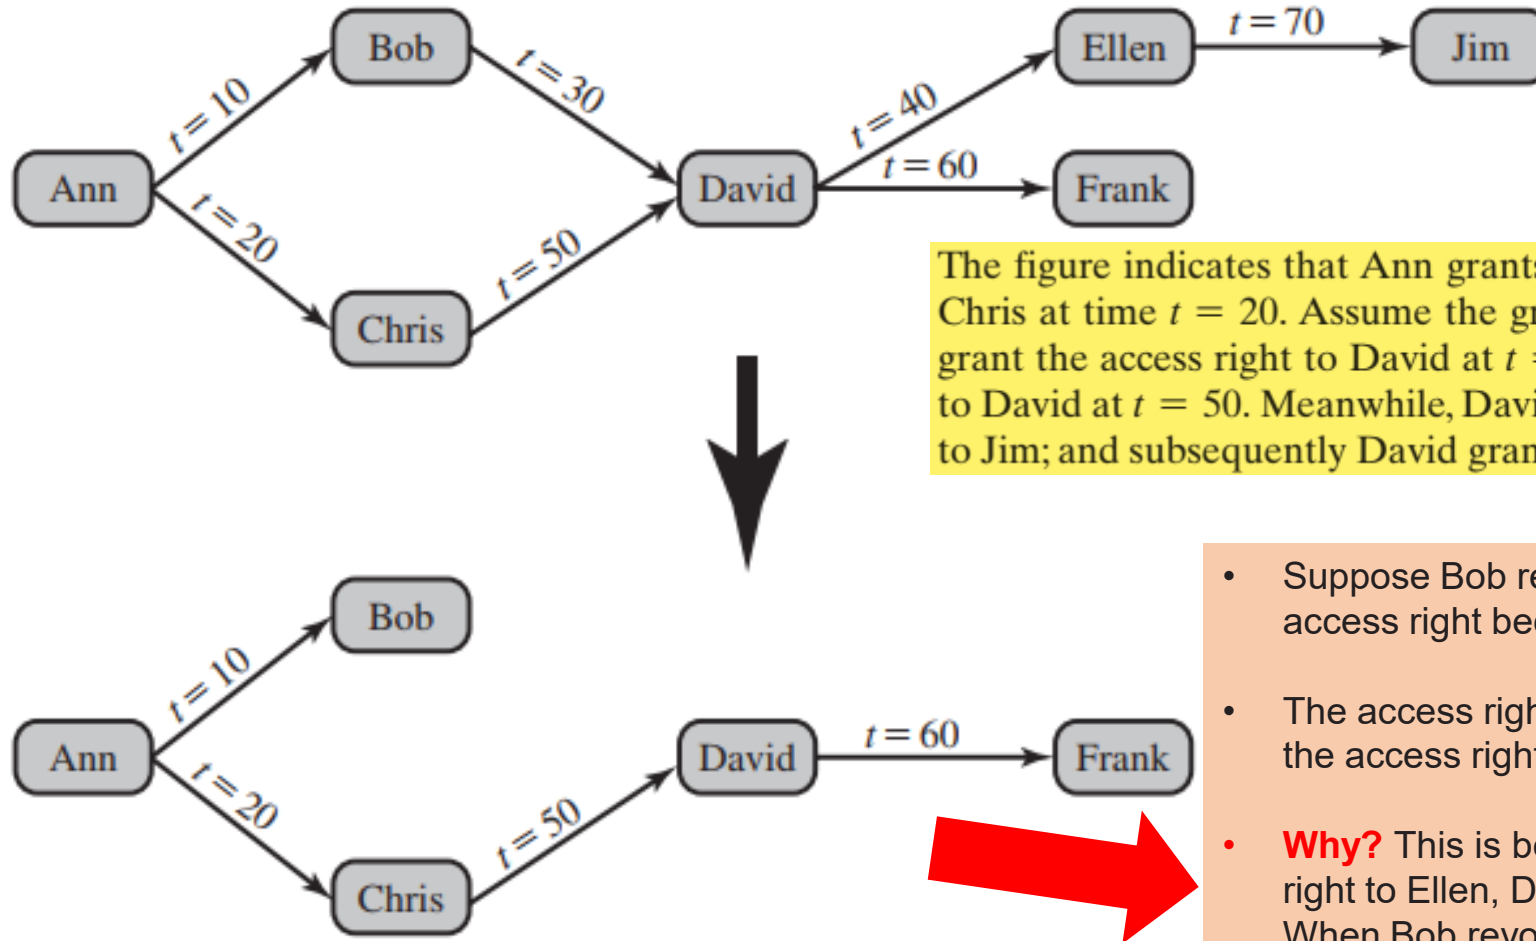 Bob
Ellen
t = 70
Jim
t = 10
t = 30
t = 40
Ann
David
t = 60
Frank
t = 20
t = 50
Chris
The figure indicates that Ann grants
Chris at time t = 20. Assume the gr
grant the access right to David at t =
to David at t = 50. Meanwhile, Davi
to Jim; and subsequently David gran
Bob
t = 10
Ann
David
t = 60
Frank
t = 20
t = 50
Chris
• Suppose Bob re
access right bec
• The access righ
the access right
• Why? This is be
right to Ellen, D
When Bob revo